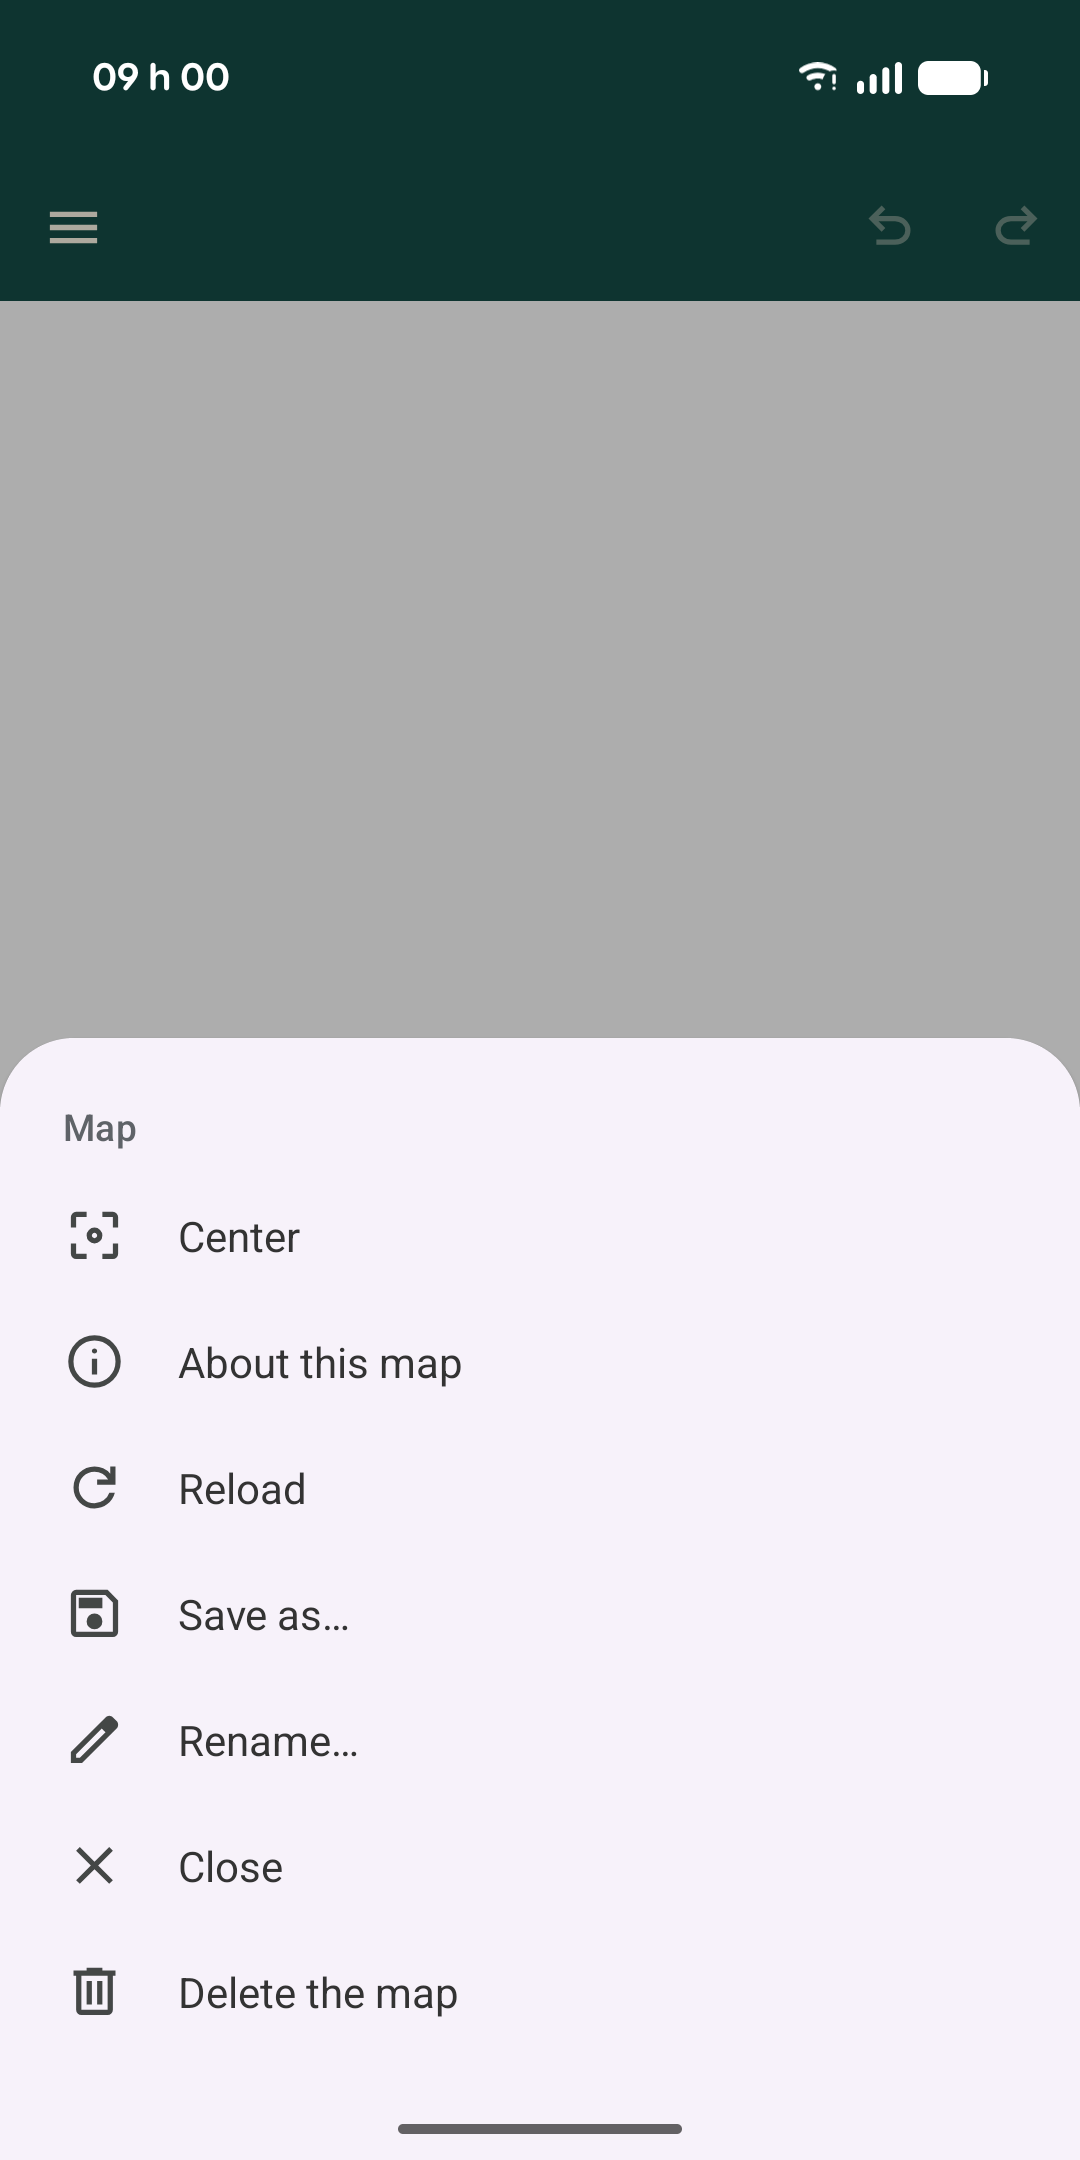 09 h 00
Map
Center
About this map
Reload
Save as…
Rename…
Close
Delete the map